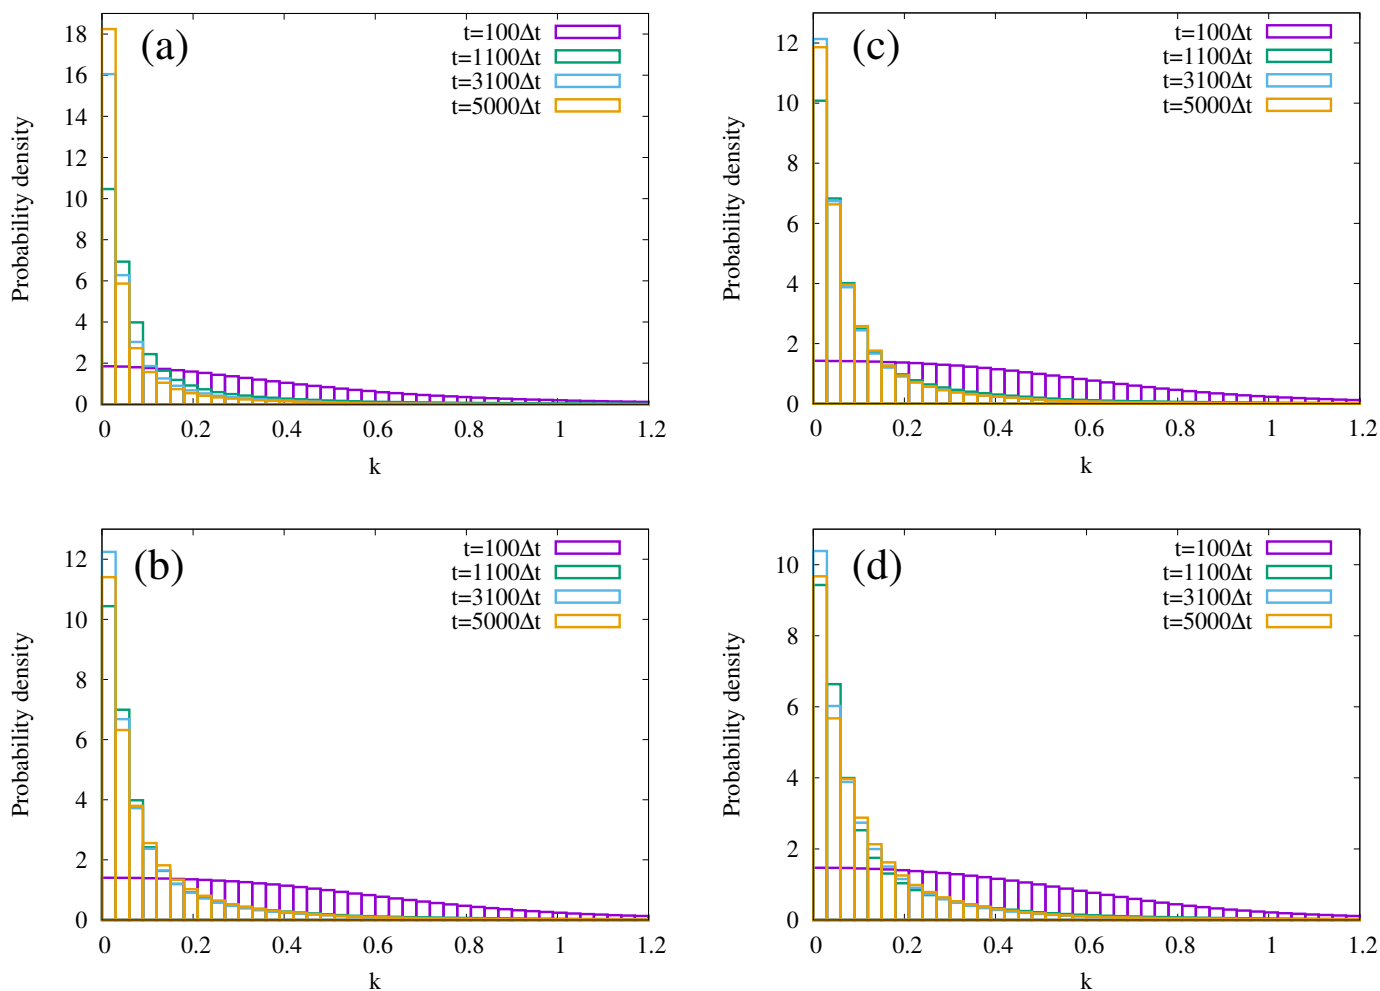 (a)
t=100Δt
t=1100Δt
t=3100Δt
t=5000Δt
Probability density
18
16
14
12
10
8
6
4
2
0
0 0.2 0.4 0.6 0.8 1 1.2
k
(c)
t=100Δt
t=1100Δt
t=3100Δt
t=5000Δt
Probability density
12
10
8
6
4
2
0
0 0.2 0.4 0.6 0.8 1 1.2
k
(b)
t=100Δt
t=1100Δt
t=3100Δt
t=5000Δt
Probability density
12
10
8
6
4
2
0
0 0.2 0.4 0.6 0.8 1 1.2
k
(d)
t=100Δt
t=1100Δt
t=3100Δt
t=5000Δt
Probability density
10
8
6
4
2
0
0 0.2 0.4 0.6 0.8 1 1.2
k